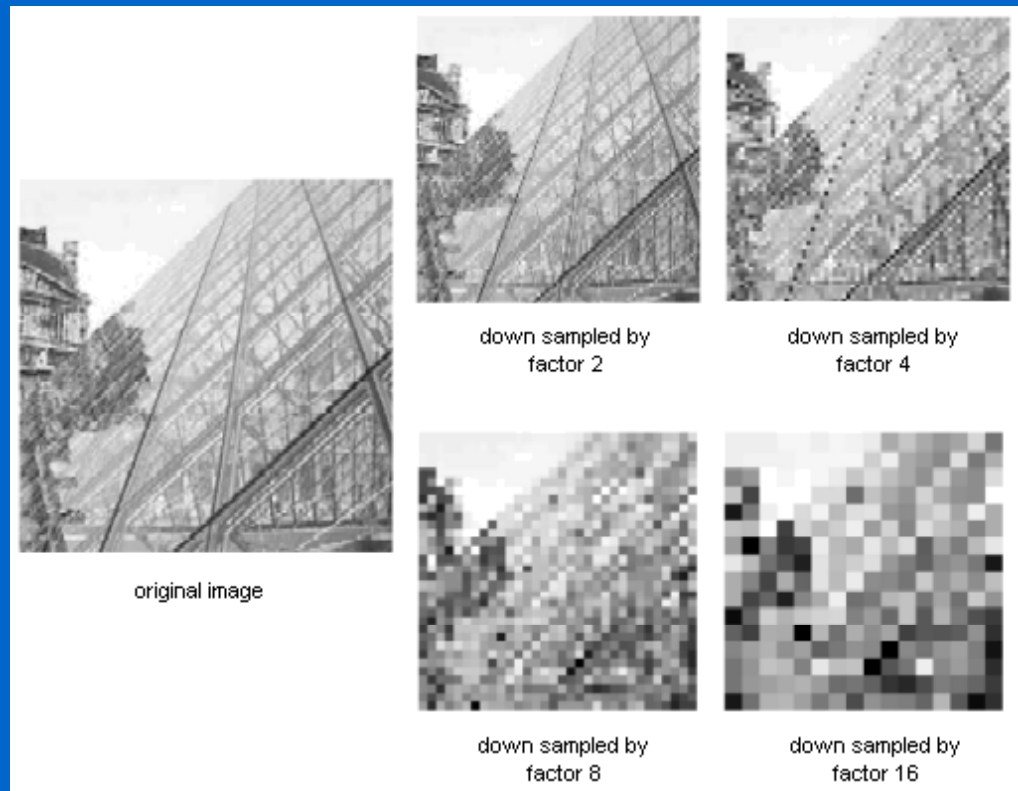 down sampled by
factor 2
down sampled by
factor 4
original image
down sampled by
factor 8
down sampled by
factor 16